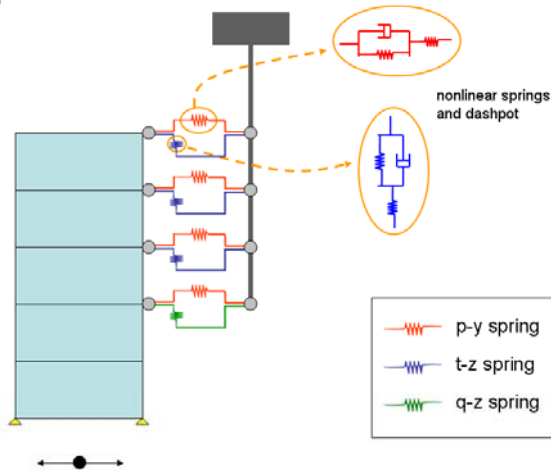 nonlinear springs
and dashpot
p-y spring
t-z spring
q-z spring